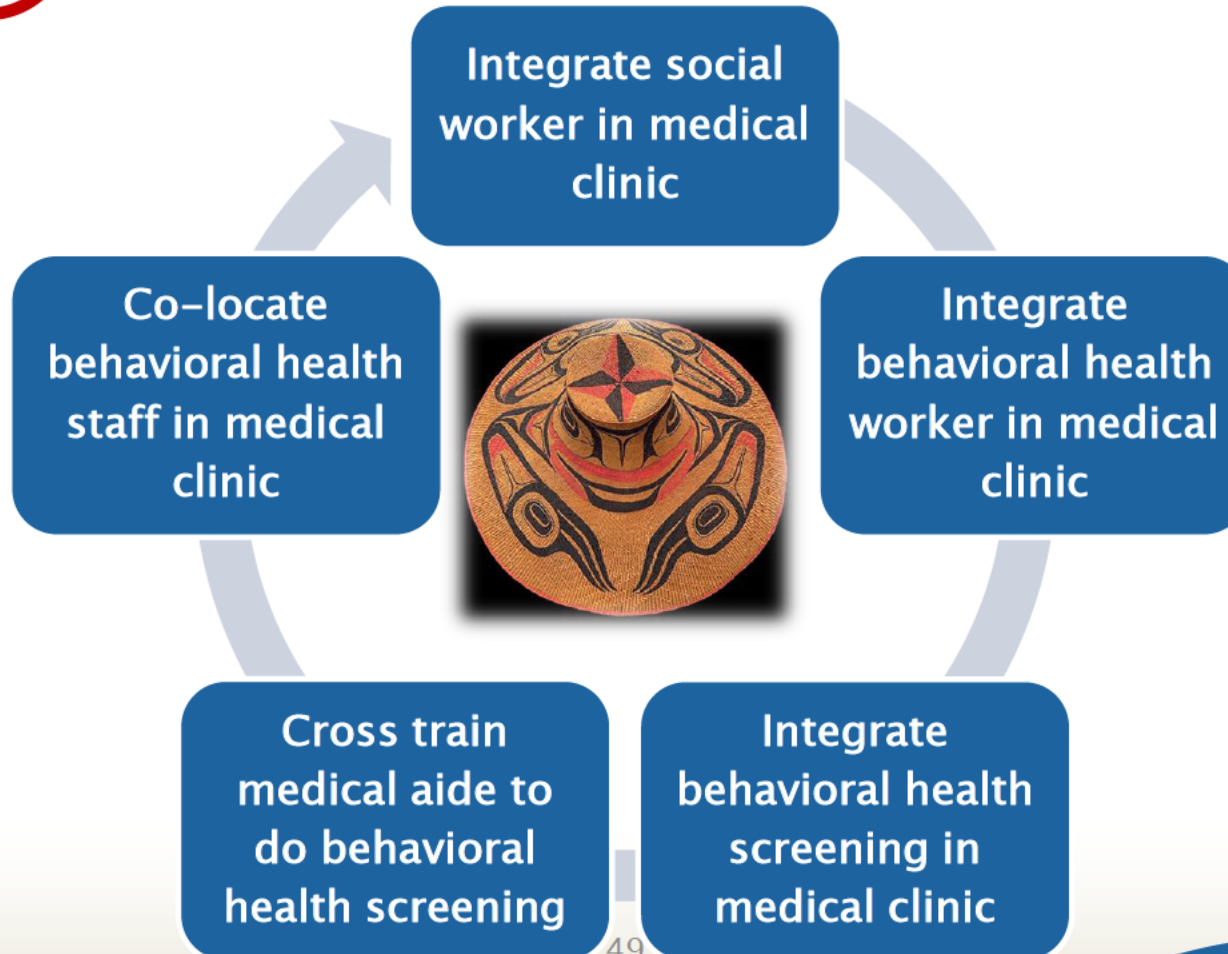 Integrate social
worker in medical
clinic
Integrate
behavioral health
worker in medical
clinic
Integrate
behavioral health
screening in
medical clinic
Cross train
medical aide to
do behavioral
health screening
Co-locate
behavioral health
staff in medical
clinic
49